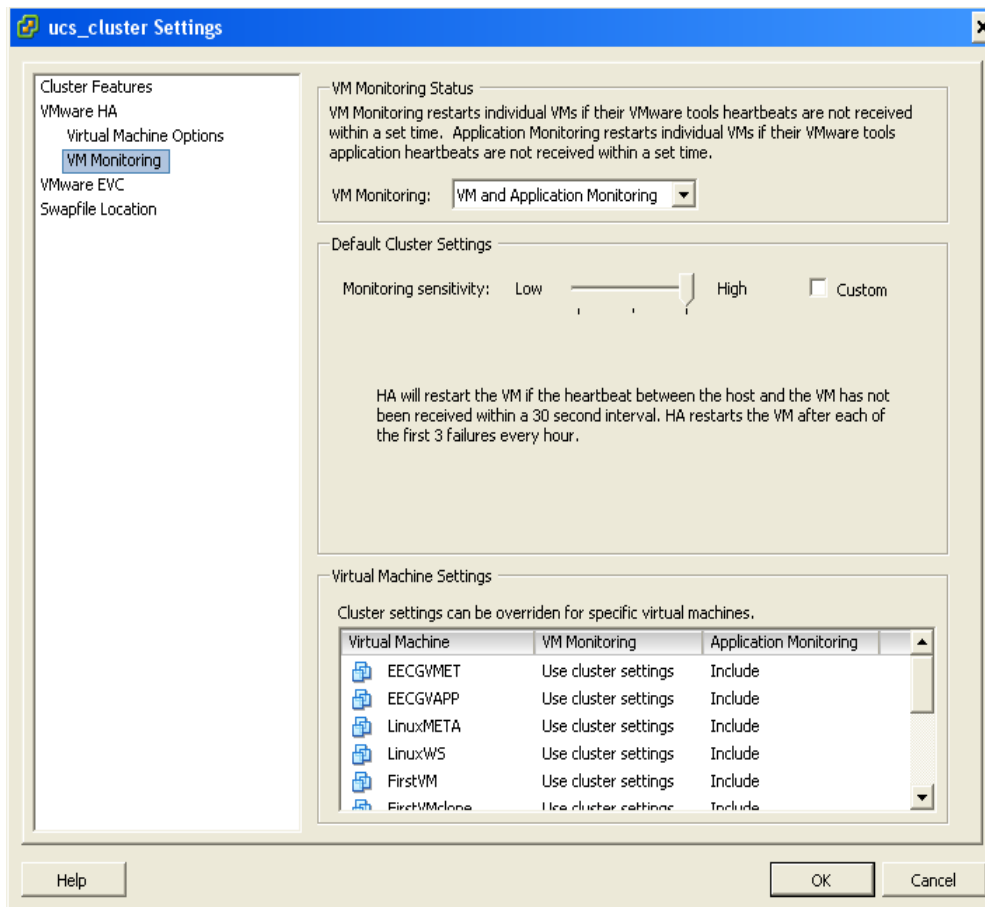 ucs_cluster Settings
Cluster Features
VMware HA
Virtual Machine Options
VM Monitoring
VMware EVC
Swapfile Location
VM Monitoring Status
VM Monitoring restarts individual VMs if their VMware tools heartbeats are not received
within a set time. Application Monitoring restarts individual VMs if their VMware tools
application heartbeats are not received within a set time.
VM Monitoring: VM and Application Monitoring
Default Cluster Settings
Monitoring sensitivity: Low High Custom
HA will restart the VM if the heartbeat between the host and the VM has not
been received within a 30 second interval. HA restarts the VM after each of
the first 3 failures every hour.
Virtual Machine Settings
Cluster settings can be overriden for specific virtual machines.
Virtual Machine VM Monitoring Application Monitoring
EECGVMET Use cluster settings Include
EECGVAPP Use cluster settings Include
LinuxMETA Use cluster settings Include
LinuxWS Use cluster settings Include
FirstVM Use cluster settings Include
FirstVMclone Use cluster settings Include
Help OK Cancel